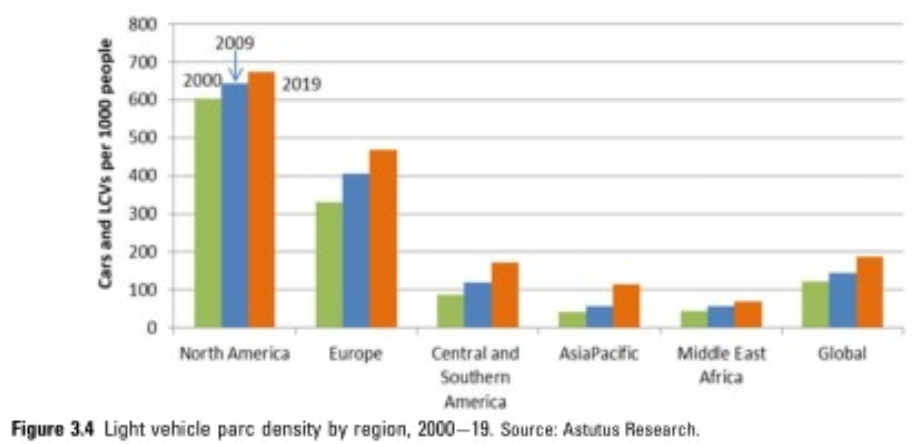 800
700
600
500
400
300
200
100
0
Cars and LCVs per 1000 people
2009
2000
2019
North America
Europe
Central and
Southern
America
AsiaPacific
Middle East
Africa
Global
Figure 3.4 Light vehicle parc density by region, 2000—19. Source: Astutus Research.